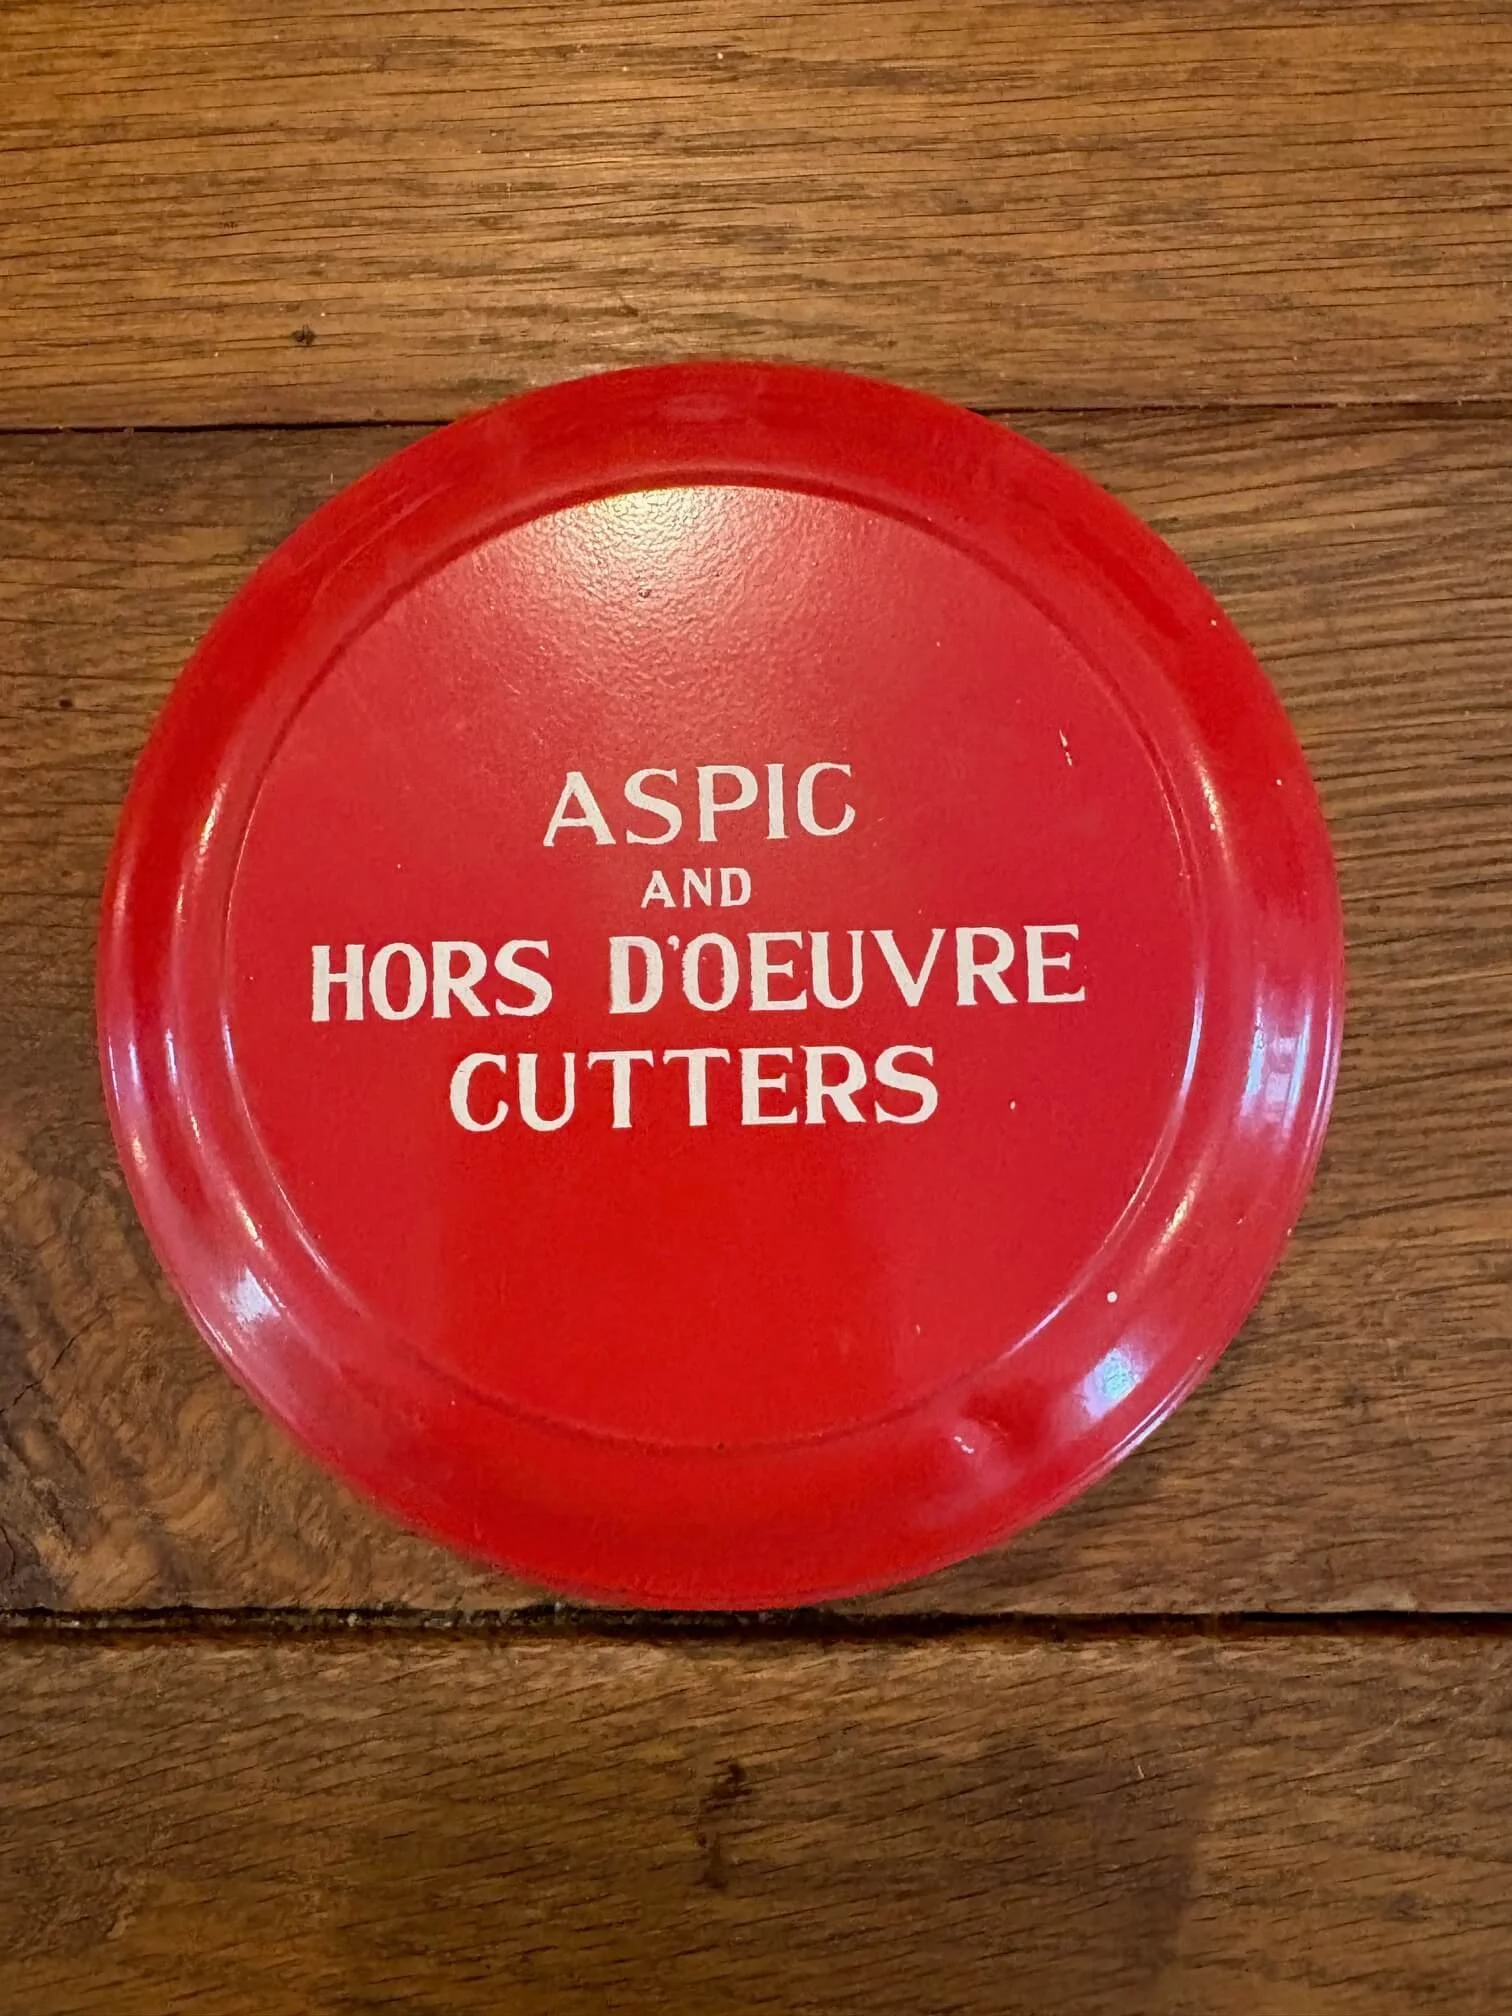 ASPIC
AND
HORS D'OEUVRE
CUTTERS